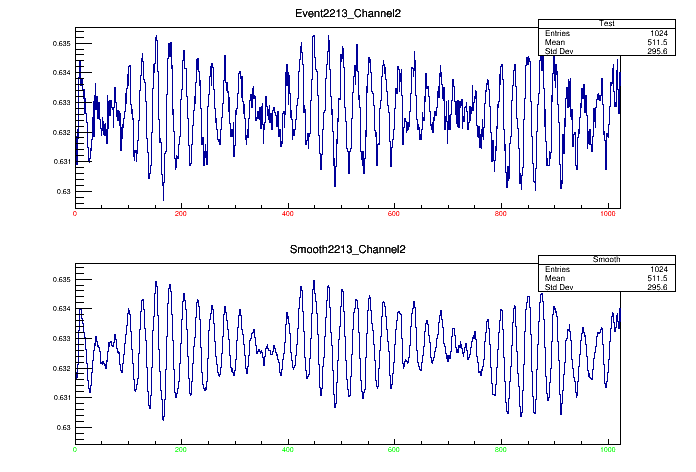 Event2213_Channel2
Test
Entries 1024
Mean 511.5
Std Dev 295.6
0.635
0.634
0.633
0.632
0.631
0.63
0 200 400 600 800 1000
Smooth2213_Channel2
Smooth
Entries 1024
Mean 511.5
Std Dev 295.6
0.635
0.634
0.633
0.632
0.631
0.63
0 200 400 600 800 1000